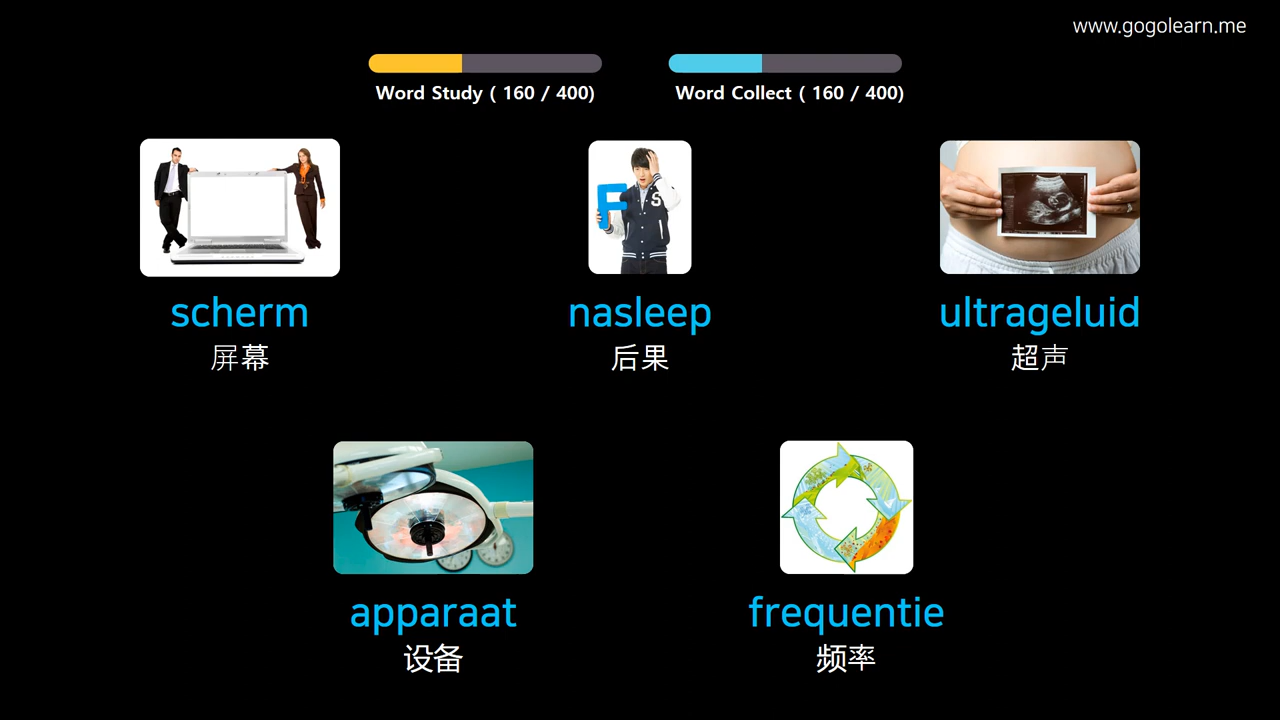 www.gogolearn.me
Word Study ( 160 / 400)
Word Collect ( 160 / 400)
F
S
scherm
屏幕
nasleep
后果
ultrageluid
超声
apparaat
设备
frequentie
频率